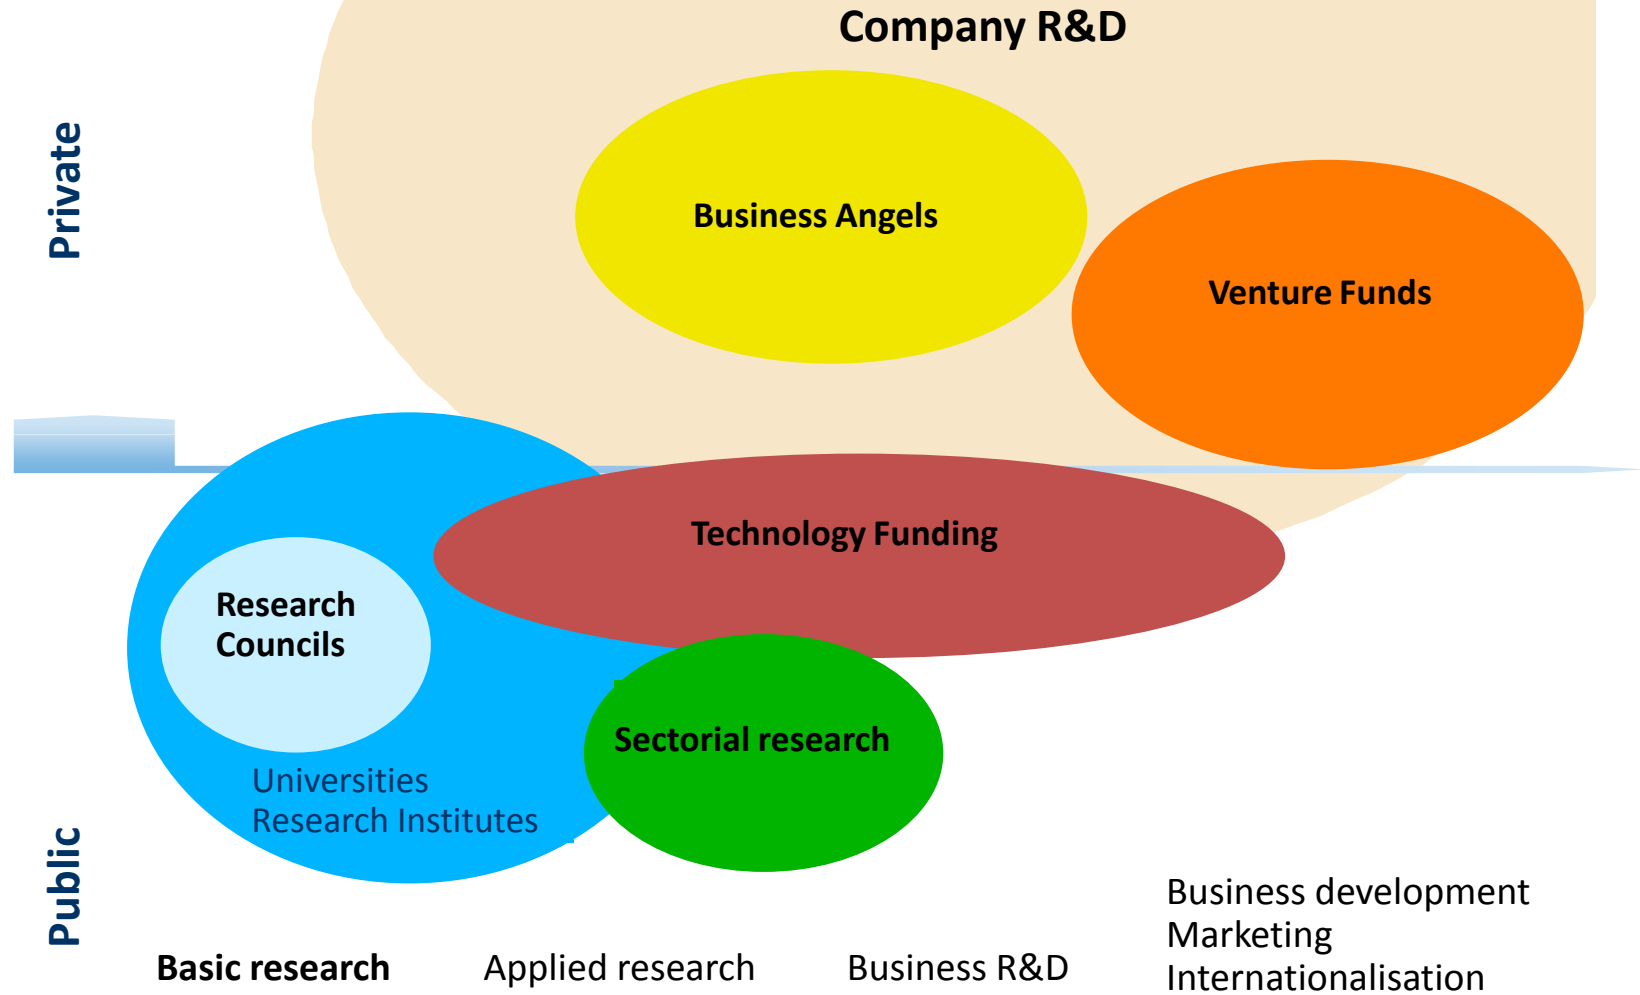 Company R&D
Private
Business Angels
Venture Funds
Technology Funding
Research
Councils
Sectorial research
Universities
Research Institutes
Public
Basic research
Applied research
Business R&D
Business development
Marketing
Internationalisation